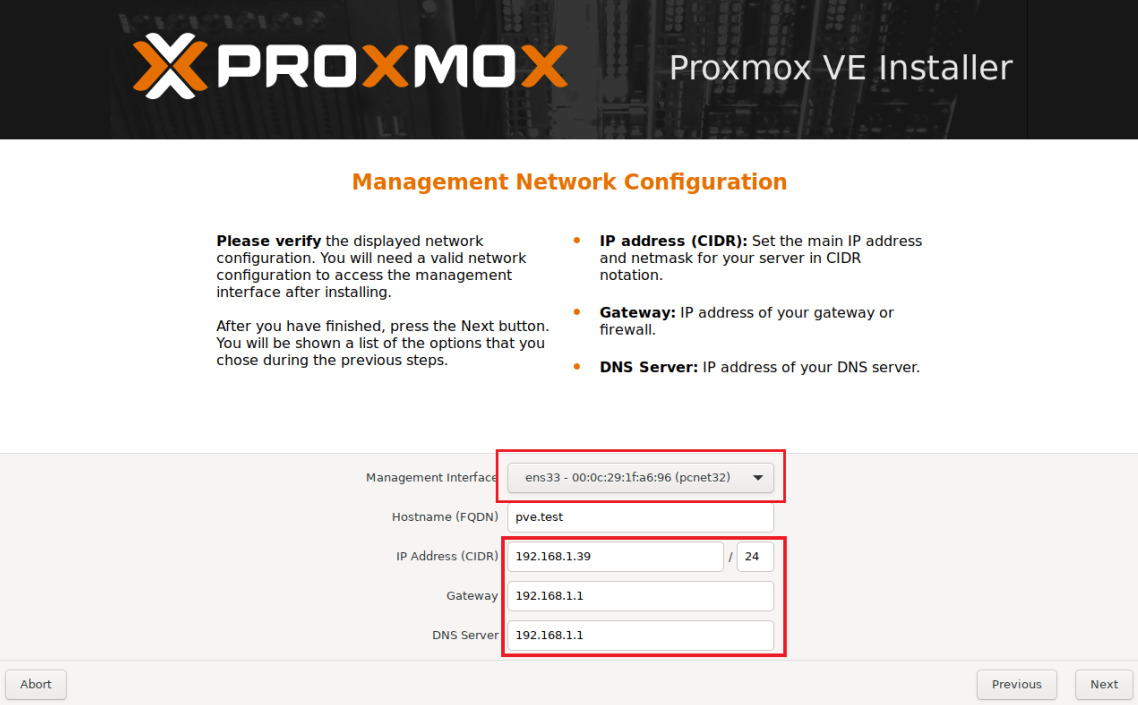 PROXMOX
Proxmox VE Installer
Management Network Configuration
Please verify the displayed network
configuration. You will need a valid network
configuration to access the management
interface after installing.
After you have finished, press the Next button.
You will be shown a list of the options that you
chose during the previous steps.
IP address (CIDR): Set the main IP address
and netmask for your server in CIDR
notation.
Gateway: IP address of your gateway or
firewall.
DNS Server: IP address of your DNS server.
Management Interface ens33 - 00:0c:29:1f:a6:96 (pcnet32)
Hostname (FQDN) pve.test
IP Address (CIDR) 192.168.1.39 / 24
Gateway 192.168.1.1
DNS Server 192.168.1.1
Abort Previous Next